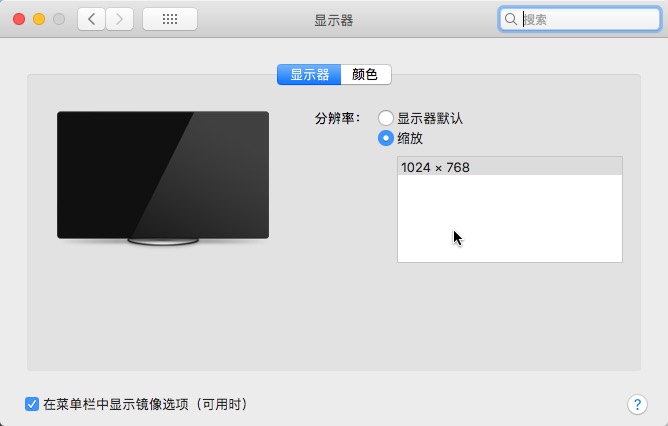 显示器
搜索
显示器
颜色
分辨率： 显示器默认
缩放
1024 × 768
在菜单栏中显示镜像选项（可用时）
?